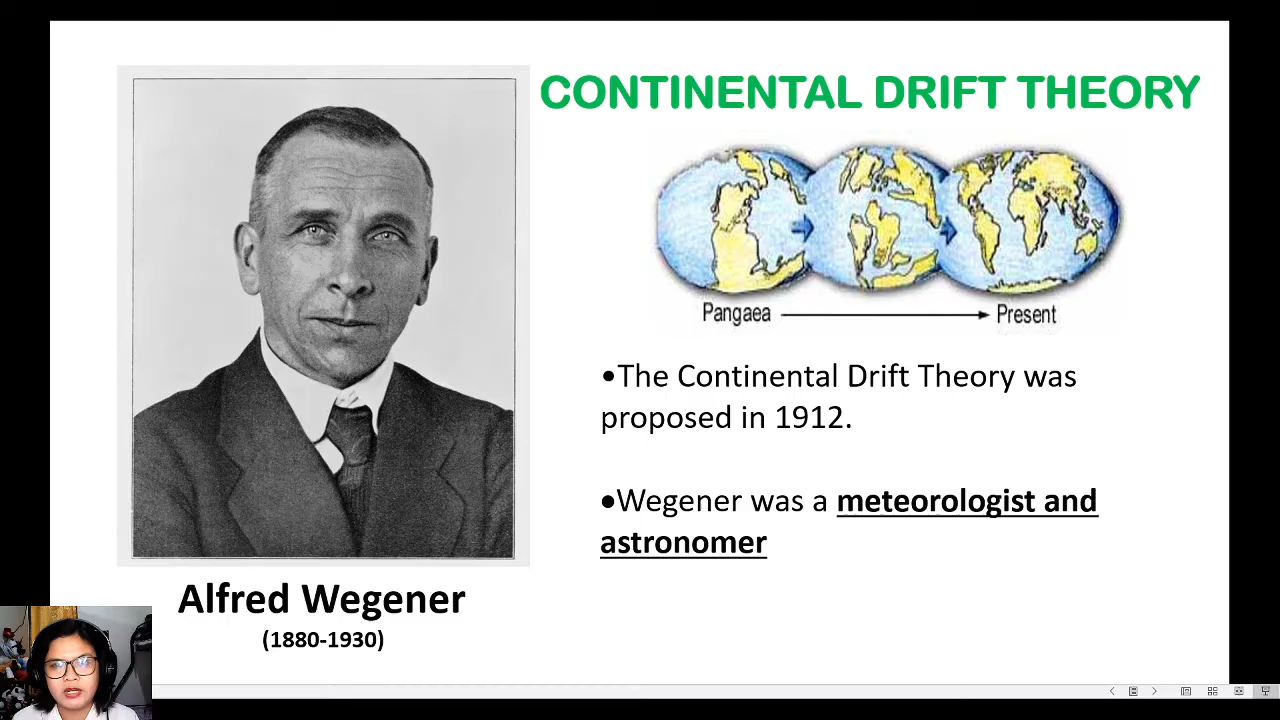 CONTINENTAL DRIFT THEORY
Pangaea
Present
•The Continental Drift Theory was
proposed in 1912.
•Wegener was a meteorologist and
astronomer
Alfred Wegener
(1880-1930)